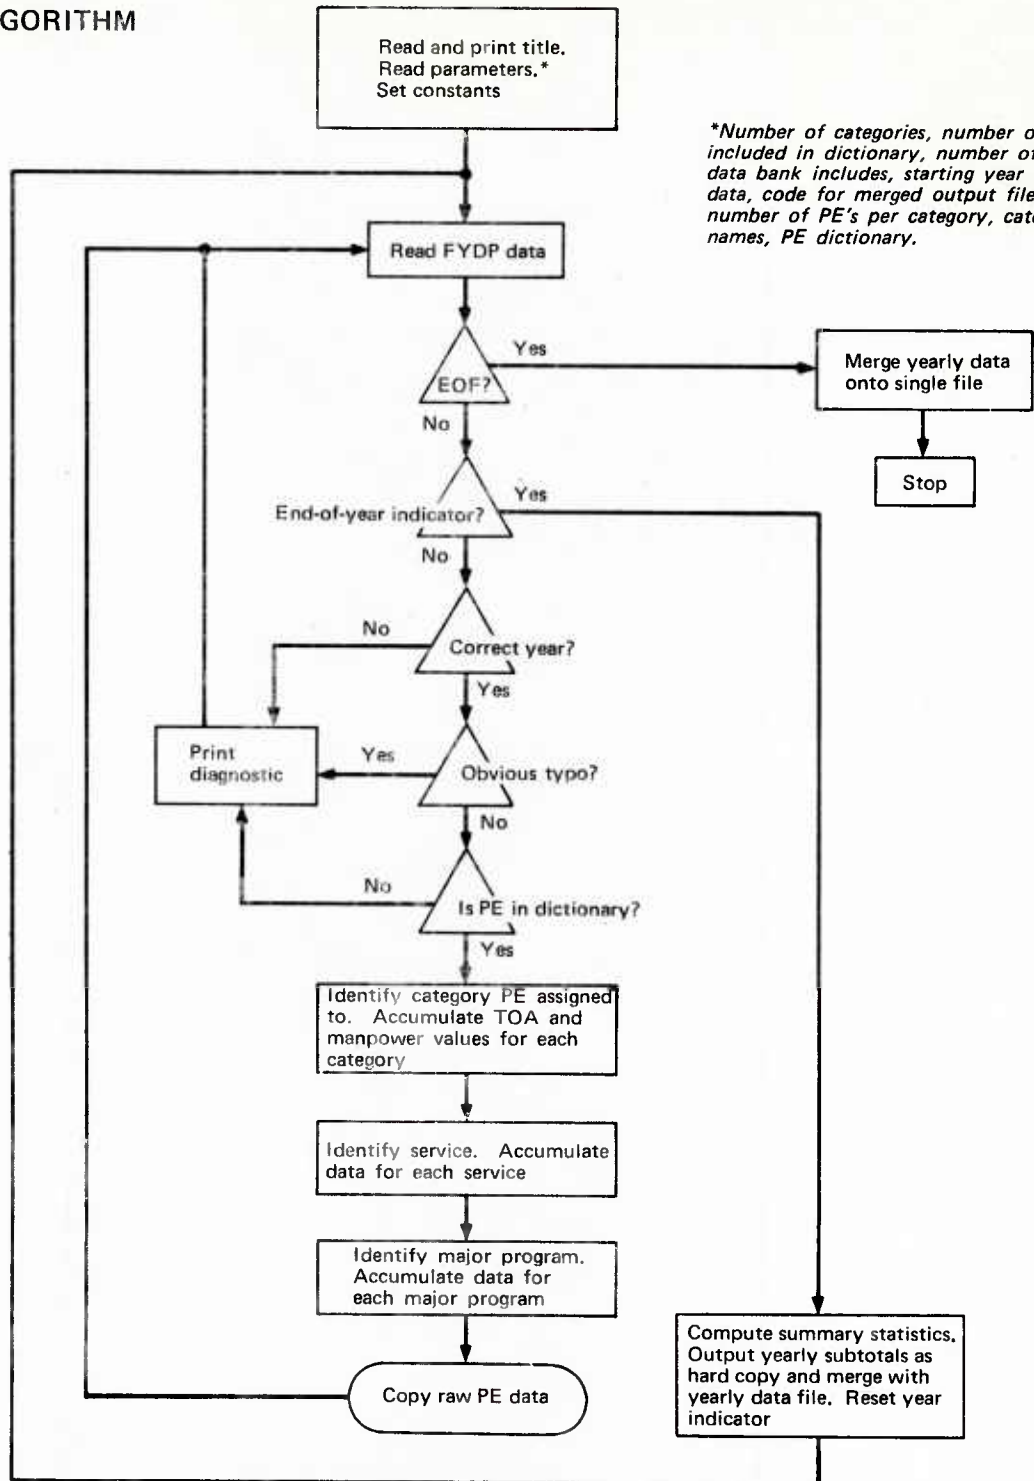 GORITHM
Read and print title.
Read parameters.*
Set constants
*Number of categories, number o
included in dictionary, number of
data bank includes, starting year
data, code for merged output file
number of PE's per category, cat
names, PE dictionary.
Read FYDP data
EOF?
Yes
Merge yearly data
onto single file
No
Stop
End-of-year indicator?
Yes
No
Correct year?
No
Yes
Print
diagnostic
Yes
Obvious typo?
No
No
Is PE in dictionary?
Yes
Identify category PE assigned
to. Accumulate TOA and
manpower values for each
category
Identify service. Accumulate
data for each service
Identify major program.
Accumulate data for
each major program
Compute summary statistics.
Output yearly subtotals as
hard copy and merge with
yearly data file. Reset year
indicator
Copy raw PE data